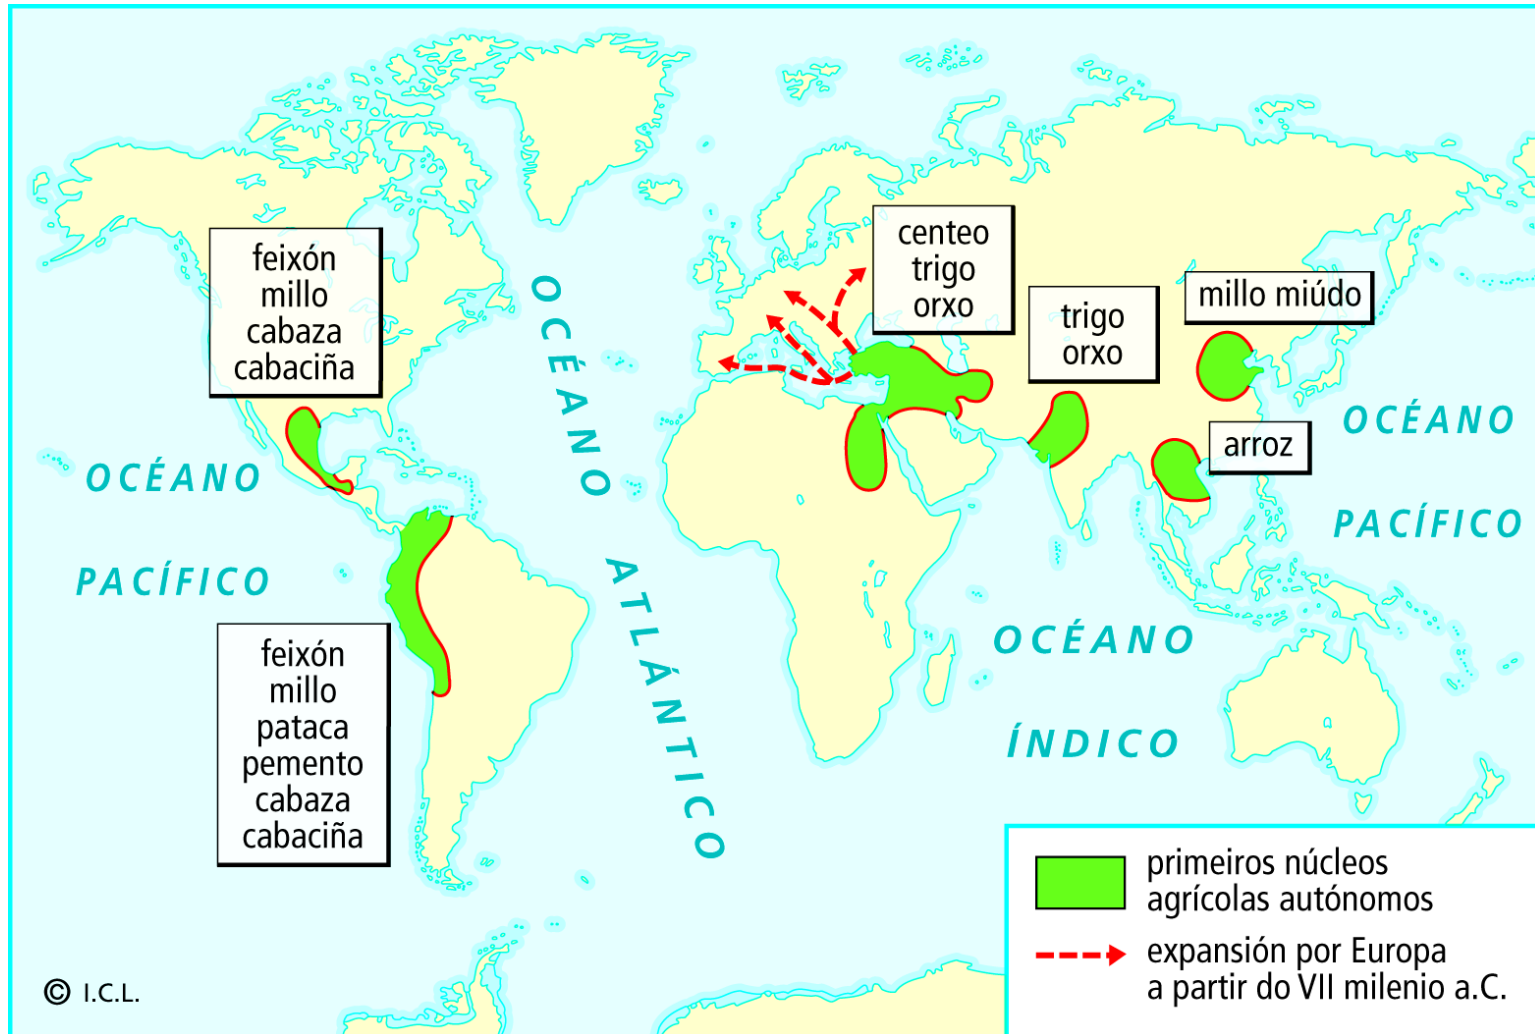 feixón
millo
cabaza
cabaciña
centeo
trigo
orxo
trigo
orxo
millo miúdo
arroz
OCÉANO
PACÍFICO
OCÉANO
ATLÁNTICO
OCÉANO
PACÍFICO
OCÉANO
ÍNDICO
feixón
millo
pataca
pemento
cabaza
cabaciña
primeiros núcleos
agrícolas autónomos
expansión por Europa
a partir do VII milenio a.C.
© I.C.L.